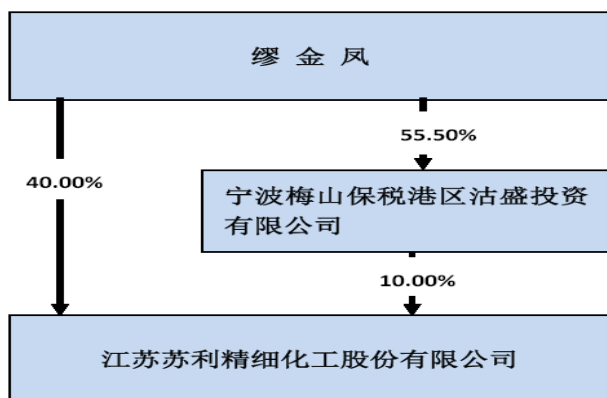 缪 金 凤
55.50%
40.00%
宁波梅山保税港区沽盛投资
有限公司
10.00%
江苏苏利精细化工股份有限公司